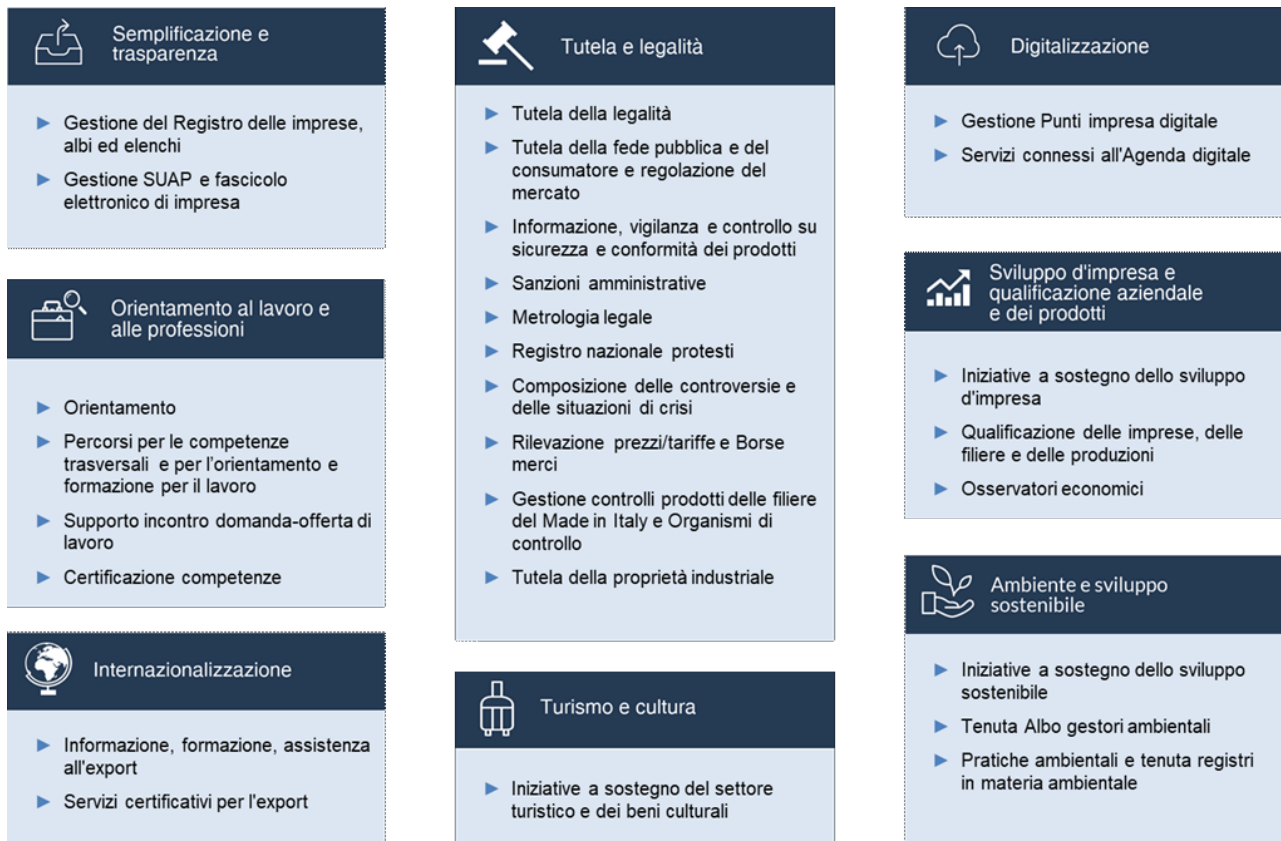 Semplificazione e
trasparenza
Gestione del Registro delle imprese,
albi ed elenchi
Gestione SUAP e fascicolo
elettronico di impresa
Orientamento al lavoro e
alle professioni
Orientamento
Percorsi per le competenze
trasversali e per l'orientamento e
formazione per il lavoro
Supporto incontro domanda-offerta di
lavoro
Certificazione competenze
Internazionalizzazione
Informazione, formazione, assistenza
all'export
Servizi certificativi per l'export
Tutela e legalità
Tutela della legalità
Tutela della fede pubblica e del
consumatore e regolazione del
mercato
Informazione, vigilanza e controllo su
sicurezza e conformità dei prodotti
Sanzioni amministrative
Metrologia legale
Registro nazionale protesti
Composizione delle controversie e
delle situazioni di crisi
Rilevazione prezzi/tariffe e Borse
merci
Gestione controlli prodotti delle filiere
del Made in Italy e Organismi di
controllo
Tutela della proprietà industriale
Turismo e cultura
Iniziative a sostegno del settore
turistico e dei beni culturali
Digitalizzazione
Gestione Punti impresa digitale
Servizi connessi all'Agenda digitale
Sviluppo d'impresa e
qualificazione aziendale
e dei prodotti
Iniziative a sostegno dello sviluppo
d'impresa
Qualificazione delle imprese, delle
filiere e delle produzioni
Osservatori economici
Ambiente e sviluppo
sostenibile
Iniziative a sostegno dello sviluppo
sostenibile
Tenuta Albo gestori ambientali
Pratiche ambientali e tenuta registri
in materia ambientale